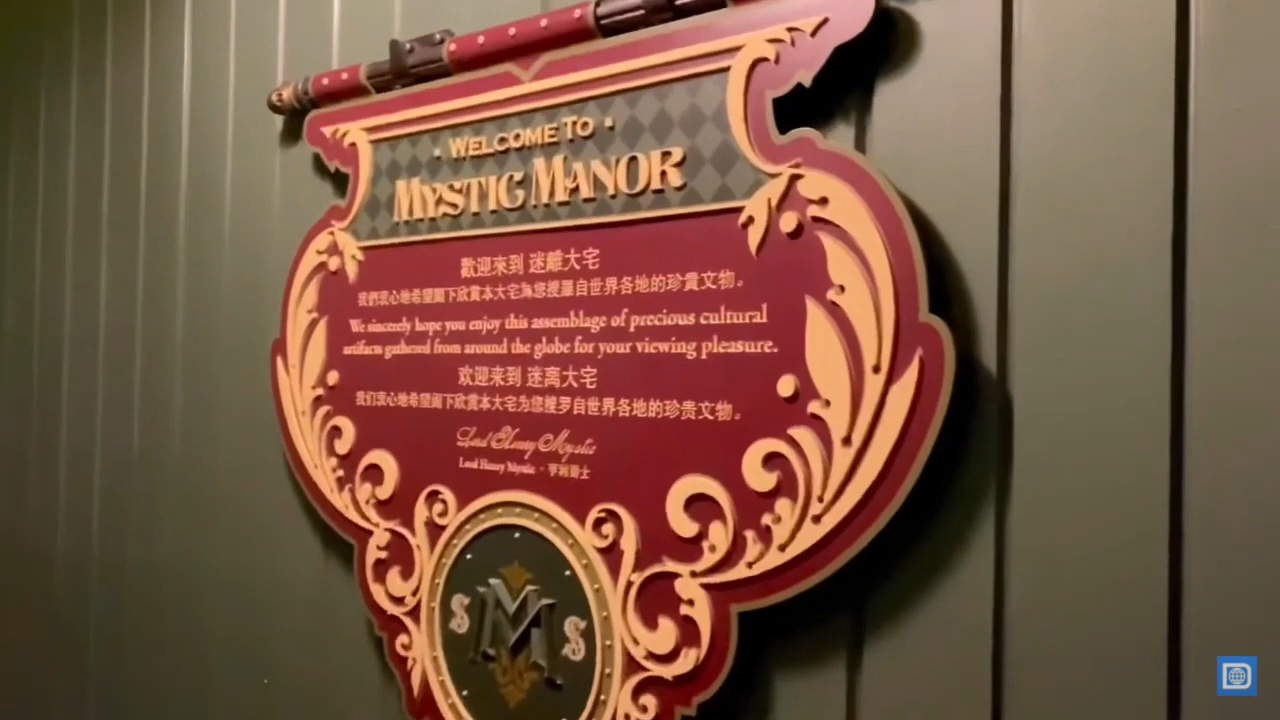 · WELCOME TO ·
MYSTIC MANOR
歡迎來到 迷離大宅
我們衷心地希望閣下欣賞本大宅為您搜羅自世界各地的珍貴文物。
We sincerely hope you enjoy this assemblage of precious cultural
artifacts gathered from around the globe for your viewing pleasure.
欢迎来到 迷离大宅
我们衷心地希望阁下欣赏本大宅为您搜罗自世界各地的珍贵文物。
Lord Henry Mystic
Lord Henry Mystic · 亨利爵士
S M S
D